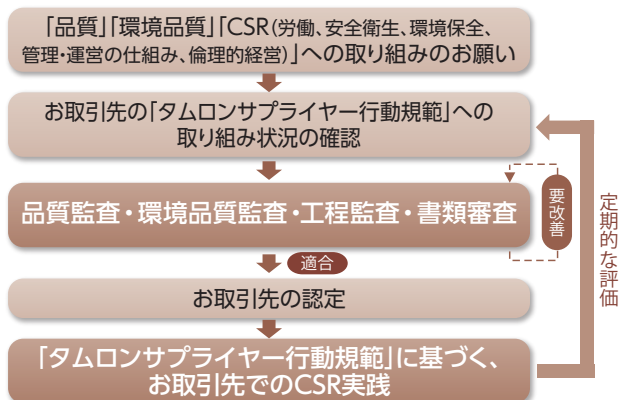 「品質」「環境品質」「CSR(労働、安全衛生、環境保全、
管理・運営の仕組み、倫理的経営)」への取り組みのお願い
お取引先の「タムロンサプライヤー行動規範」への
取り組み状況の確認
品質監査・環境品質監査・工程監査・書類審査
要改善
定期的な評価
適合
お取引先の認定
「タムロンサプライヤー行動規範」に基づく、
お取引先でのCSR実践